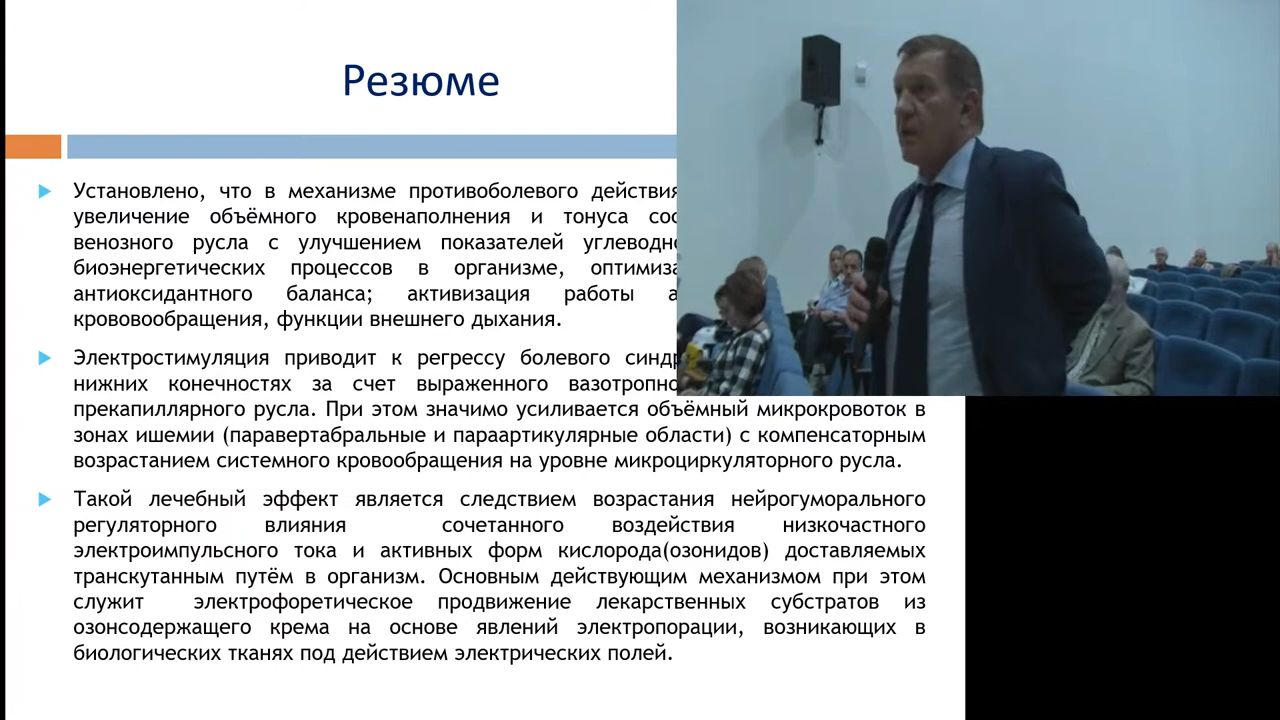 Резюме
Установлено, что в механизме противоболевого действия
увеличение объёмного кровенаполнения и тонуса
венозного русла с улучшением показателей
биоэнергетических процессов в организме,
антиоксидантного баланса; активизация работы
крововообращения, функции внешнего дыхания.
Электростимуляция приводит к регрессу болевого
нижних конечностях за счет выраженного
прекапиллярного русла. При этом значимо усиливается объёмный микрокровоток в
зонах ишемии (паравертабральные и параартикулярные области) с компенсаторным
возрастанием системного кровообращения на уровне микроциркуляторного русла.
Такой лечебный эффект является следствием возрастания нейрогуморального
регуляторного влияния сочетанного воздействия низкочастного
электроимпульсного тока и активных форм кислорода(озонидов) доставляемых
транскутанным путём в организм. Основным действующим механизмом при этом
служит электрофоретическое продвижение лекарственных субстратов из
озонсодержащего крема на основе явлений электропорации, возникающих в
биологических тканях под действием электрических полей.